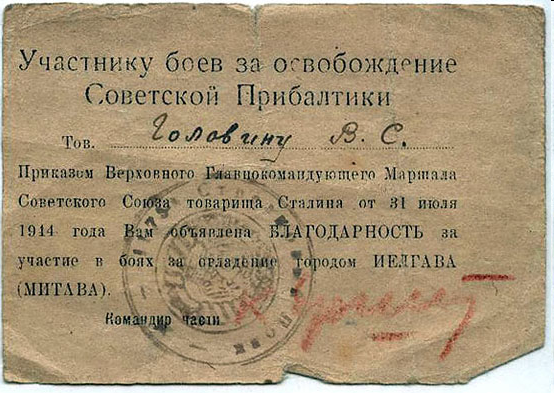 Участнику боев за освобождение
Советской Прибалтики
Тов. Головину В. С.
Приказом Верховного Главнокомандующего Маршала
Советского Союза товарища Сталина от 31 июля
1944 года Вам объявлена БЛАГОДАРНОСТЬ за
участие в боях за овладение городом ИЕЛГАВА
(МИТАВА).
Командир части